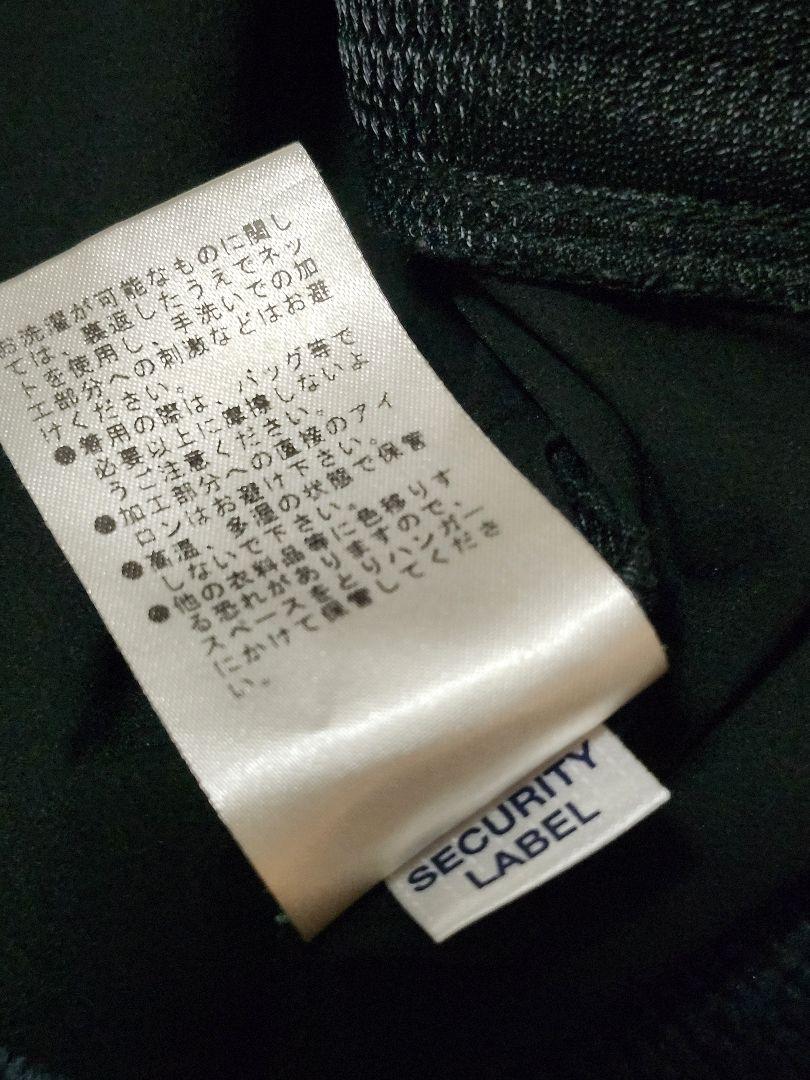 お洗濯が可能なものに関し
ては、裏返したうえでネッ
トを使用し、手洗いでの加
工部分への刺激などはお避
けください。
●着用の際は、バッグ等で
必要以上に摩擦しないよ
うご注意ください。
●加工部分への直接のアイ
ロンはお避け下さい。
●高温、多湿の状態で保管
しないで下さい。
●他の衣料品等に色移りす
る恐れがありますので、
スペースをとりハンガー
にかけて保管してくださ
い。
SECURITY
LABEL